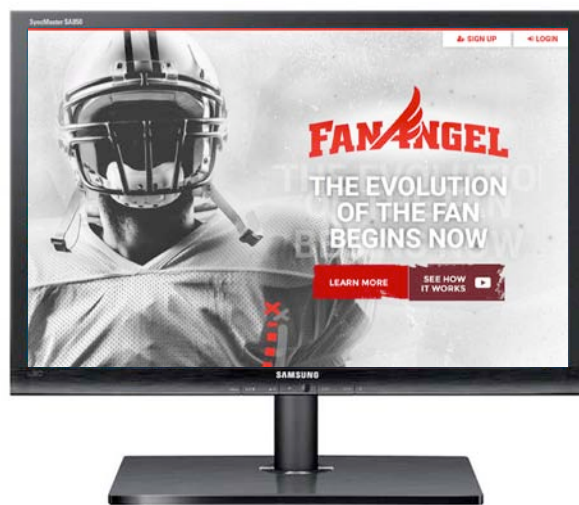 SyncMaster SA850
SIGN UP
LOGIN
FANANGEL
THE EVOLUTION
OF THE FAN
BEGINS NOW
LEARN MORE
SEE HOW
IT WORKS
SAMSUNG